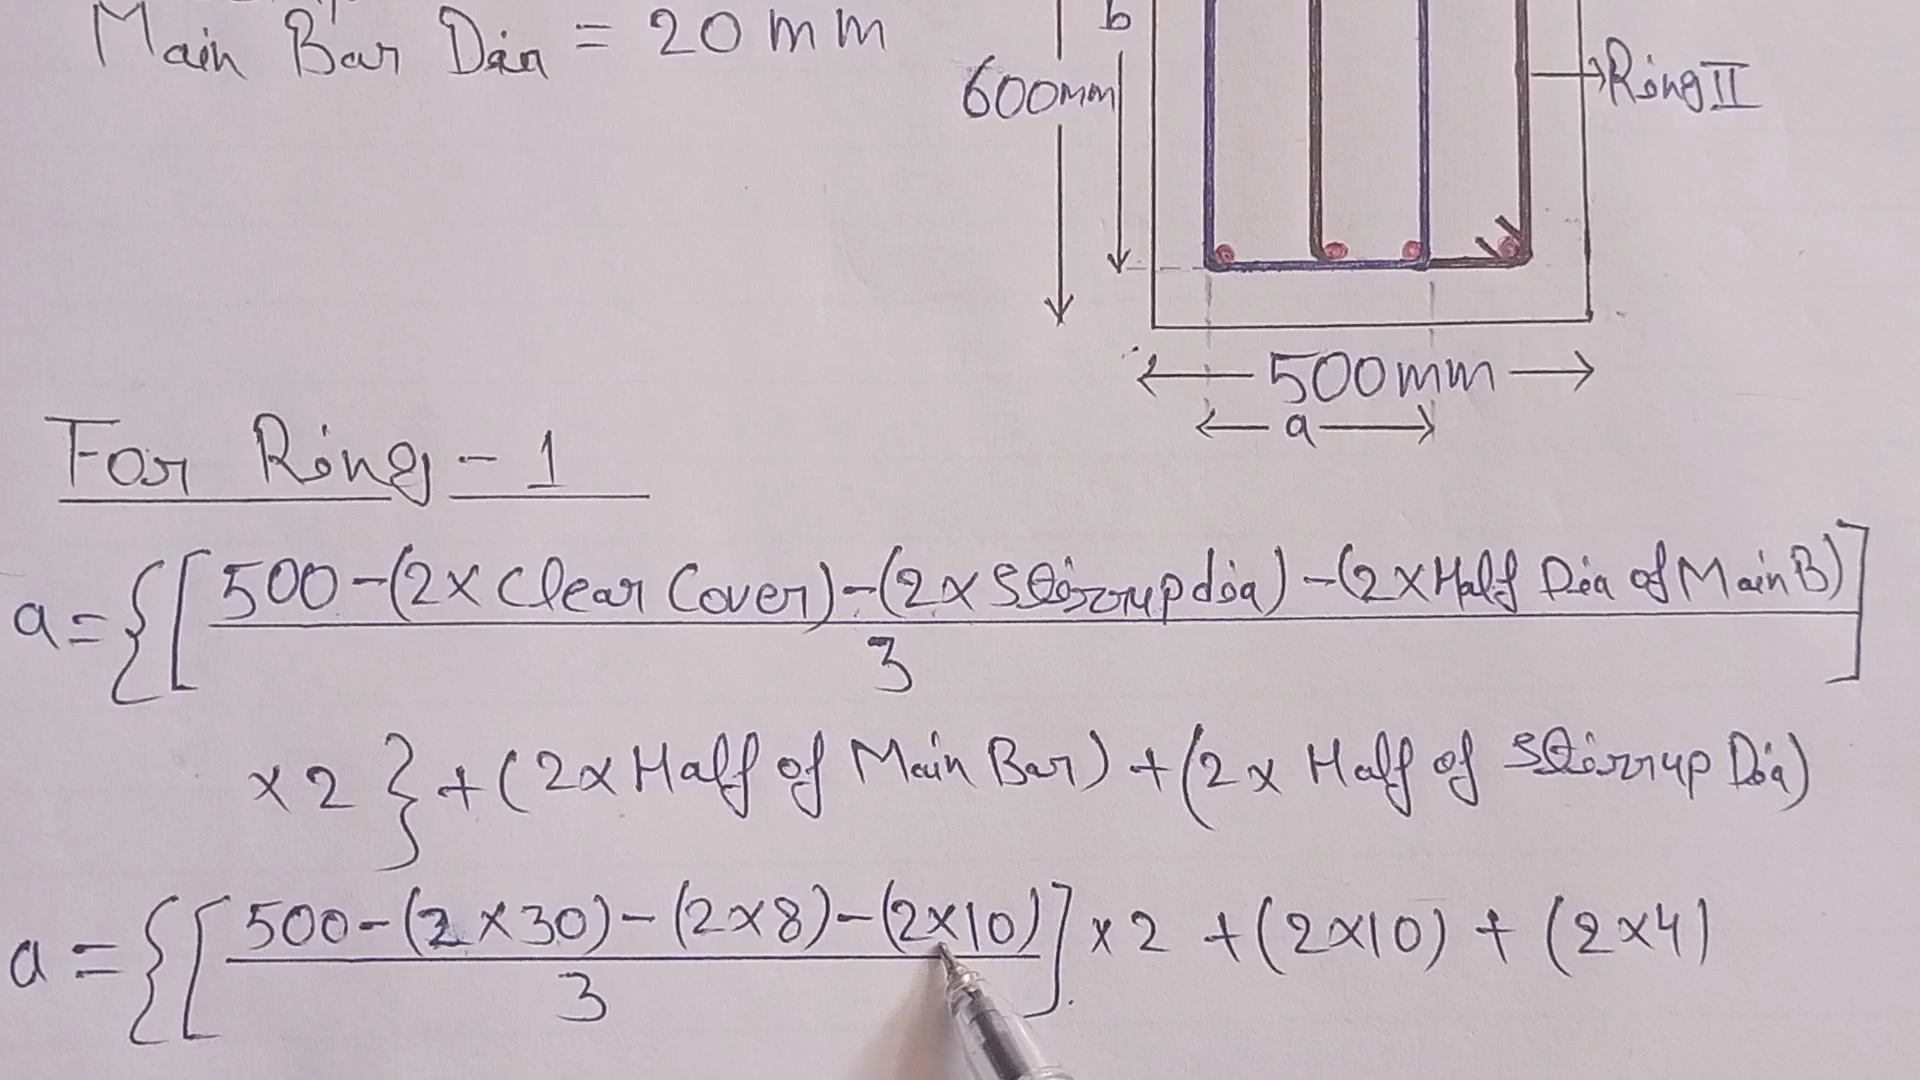 Main Bar Dia = 20 mm
b
600mm
Ring II
500mm
a
For Ring - 1
a = {[500 - (2 x Clear Cover) - (2 x Stirrup dia) - (2 x Half Dia of Main B) / 3]
x 2 } + (2 x Half of Main Bar) + (2 x Half of Stirrup Dia)
a = {[500 - (2 x 30) - (2 x 8) - (2 x 10) / 3] x 2 + (2 x 10) + (2 x 4)